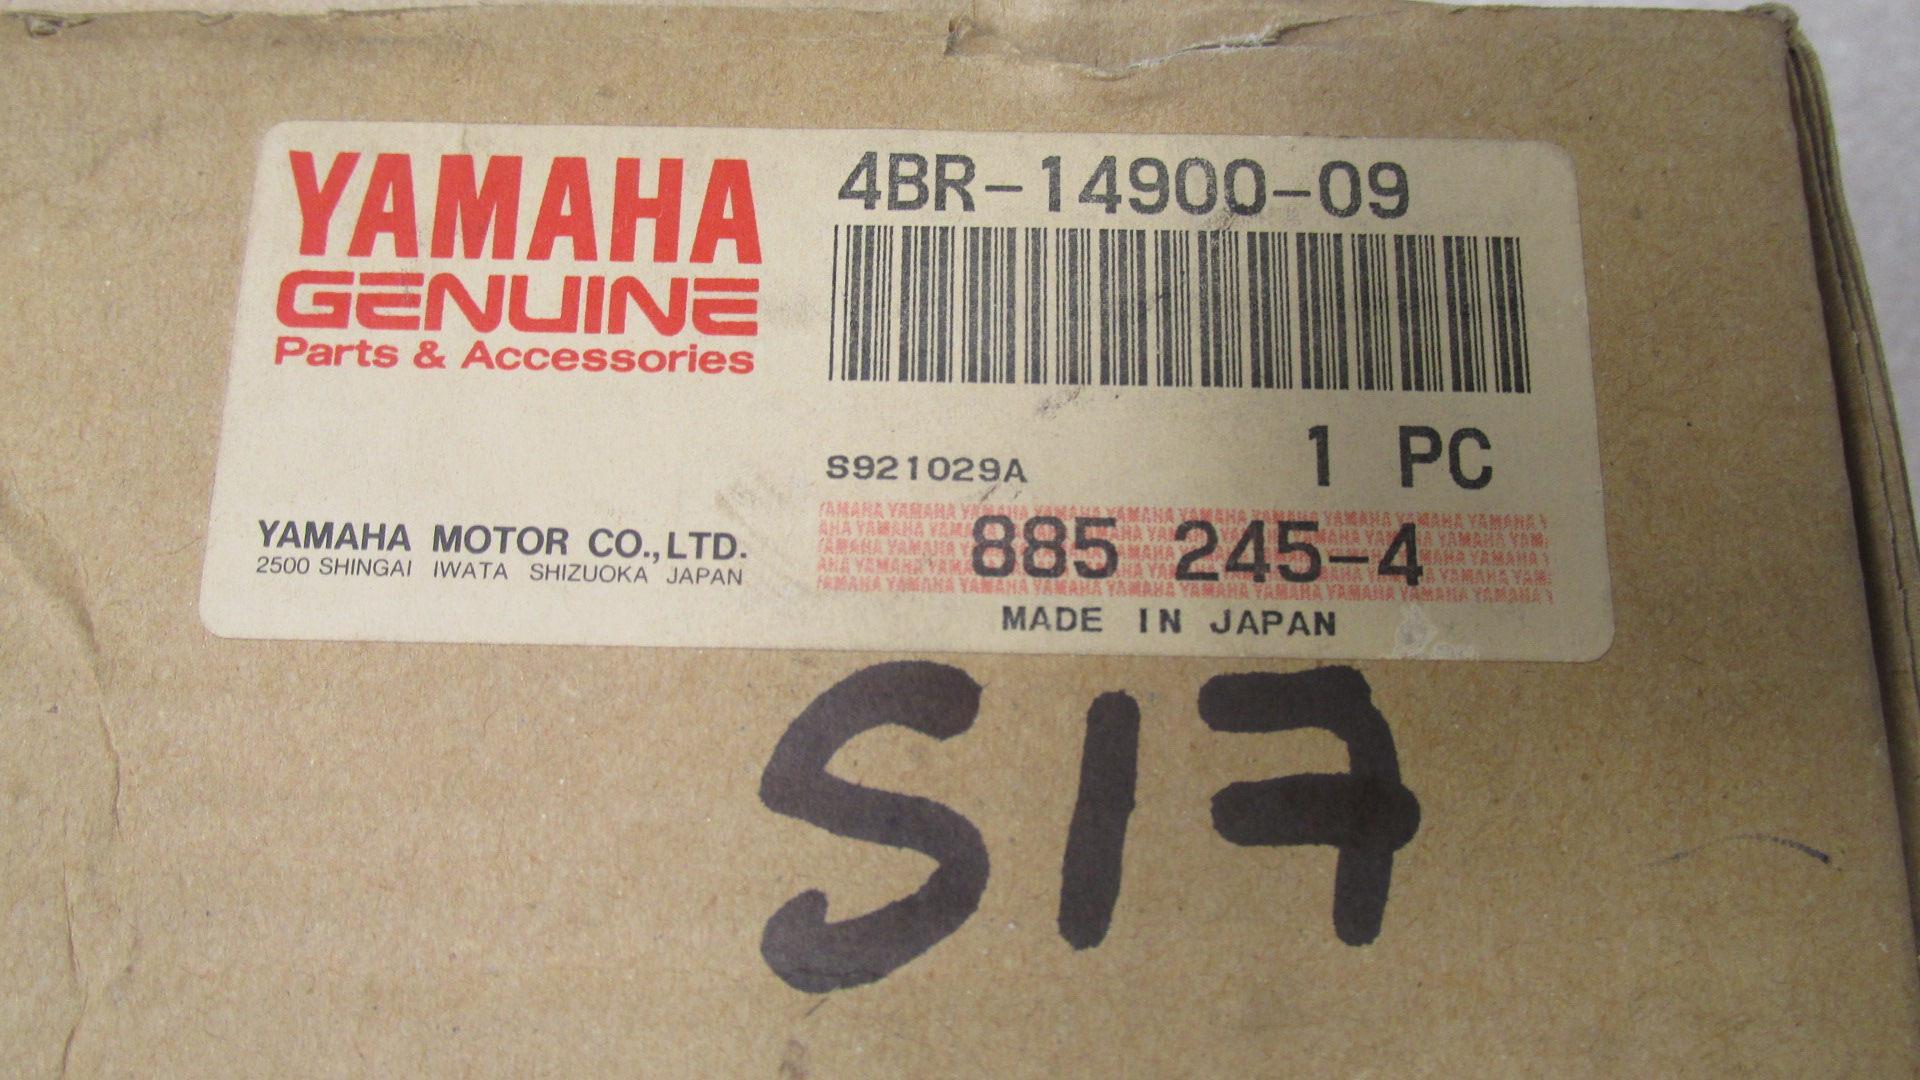 YAMAHA
GENUINE
Parts & Accessories
4BR-14900-09
1 PC
S921029A
YAMAHA MOTOR CO.,LTD.
2500 SHINGAI IWATA SHIZUOKA JAPAN
885 245-4
MADE IN JAPAN
S17